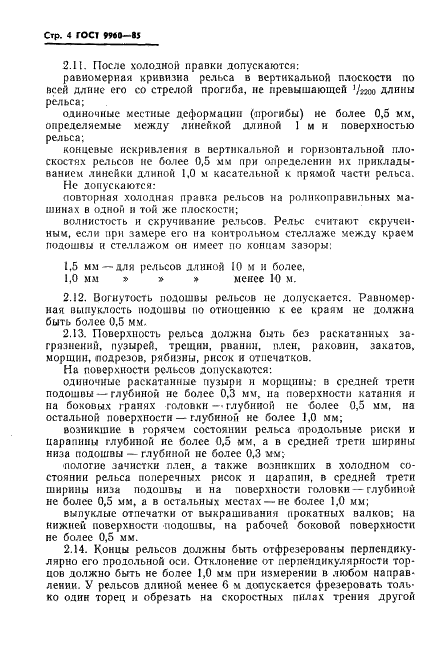 Стр. 4 ГОСТ 9960—85
2.11. После холодной правки допускаются:
равномерная кривизна рельса в вертикальной плоскости по
всей длине его со стрелой прогиба, не превышающей 1/2200 длины
рельса;
одиночные местные деформации (прогибы) не более 0,5 мм,
определяемые между линейкой длиной 1 м и поверхностью
рельса;
концевые искривления в вертикальной и горизонтальной пло-
скостях рельсов не более 0,5 мм при определении их приклады-
ванием линейки длиной 1,0 м касательной к прямой части рельса.
Не допускаются:
повторная холодная правка рельсов на роликоправильных ма-
шинах в одной и той же плоскости;
волнистость и скручивание рельсов. Рельс считают скручен-
ным, если при замере его на контрольном стеллаже между краем
подошвы и стеллажом он имеет по концам зазоры:
1,5 мм — для рельсов длиной 10 м и более,
1,0 мм » » » менее 10 м.
2.12. Вогнутость подошвы рельсов не допускается. Равномер-
ная выпуклость подошвы по отношению к ее краям не должна
быть более 0,5 мм.
2.13. Поверхность рельса должна быть без раскатанных за-
грязнений, пузырей, трещин, рванин, плен, раковин, закатов,
морщин, подрезов, рябизны, рисок и отпечатков.
На поверхности рельсов допускаются:
одиночные раскатанные пузыри и морщины: в средней трети
подошвы — глубиной не более 0,3 мм, на поверхности катания и
на боковых гранях головки — глубиной не более 0,5 мм, на
остальной поверхности — глубиной не более 1,0 мм;
возникшие в горячем состоянии рельса продольные риски и
царапины глубиной не более 0,5 мм, а в средней трети ширины
низа подошвы — глубиной не более 0,3 мм;
пологие зачистки плен, а также возникших в холодном со-
стоянии рельса поперечных рисок и царапин, в средней трети
ширины низа подошвы и на поверхности головки — глубиной
не более 0,5 мм, а в остальных местах — не более 1,0 мм;
выпуклые отпечатки от выкрашивания прокатных валков; на
нижней поверхности подошвы, на рабочей боковой поверхности
не более 0,5 мм.
2.14. Концы рельсов должны быть отфрезерованы перпендику-
лярно его продольной оси. Отклонение от перпендикулярности тор-
цов должно быть не более 1,0 мм при измерении в любом направ-
лении. У рельсов длиной менее 6 м допускается фрезеровать толь-
ко один торец и обрезать на скоростных пилах трения другой